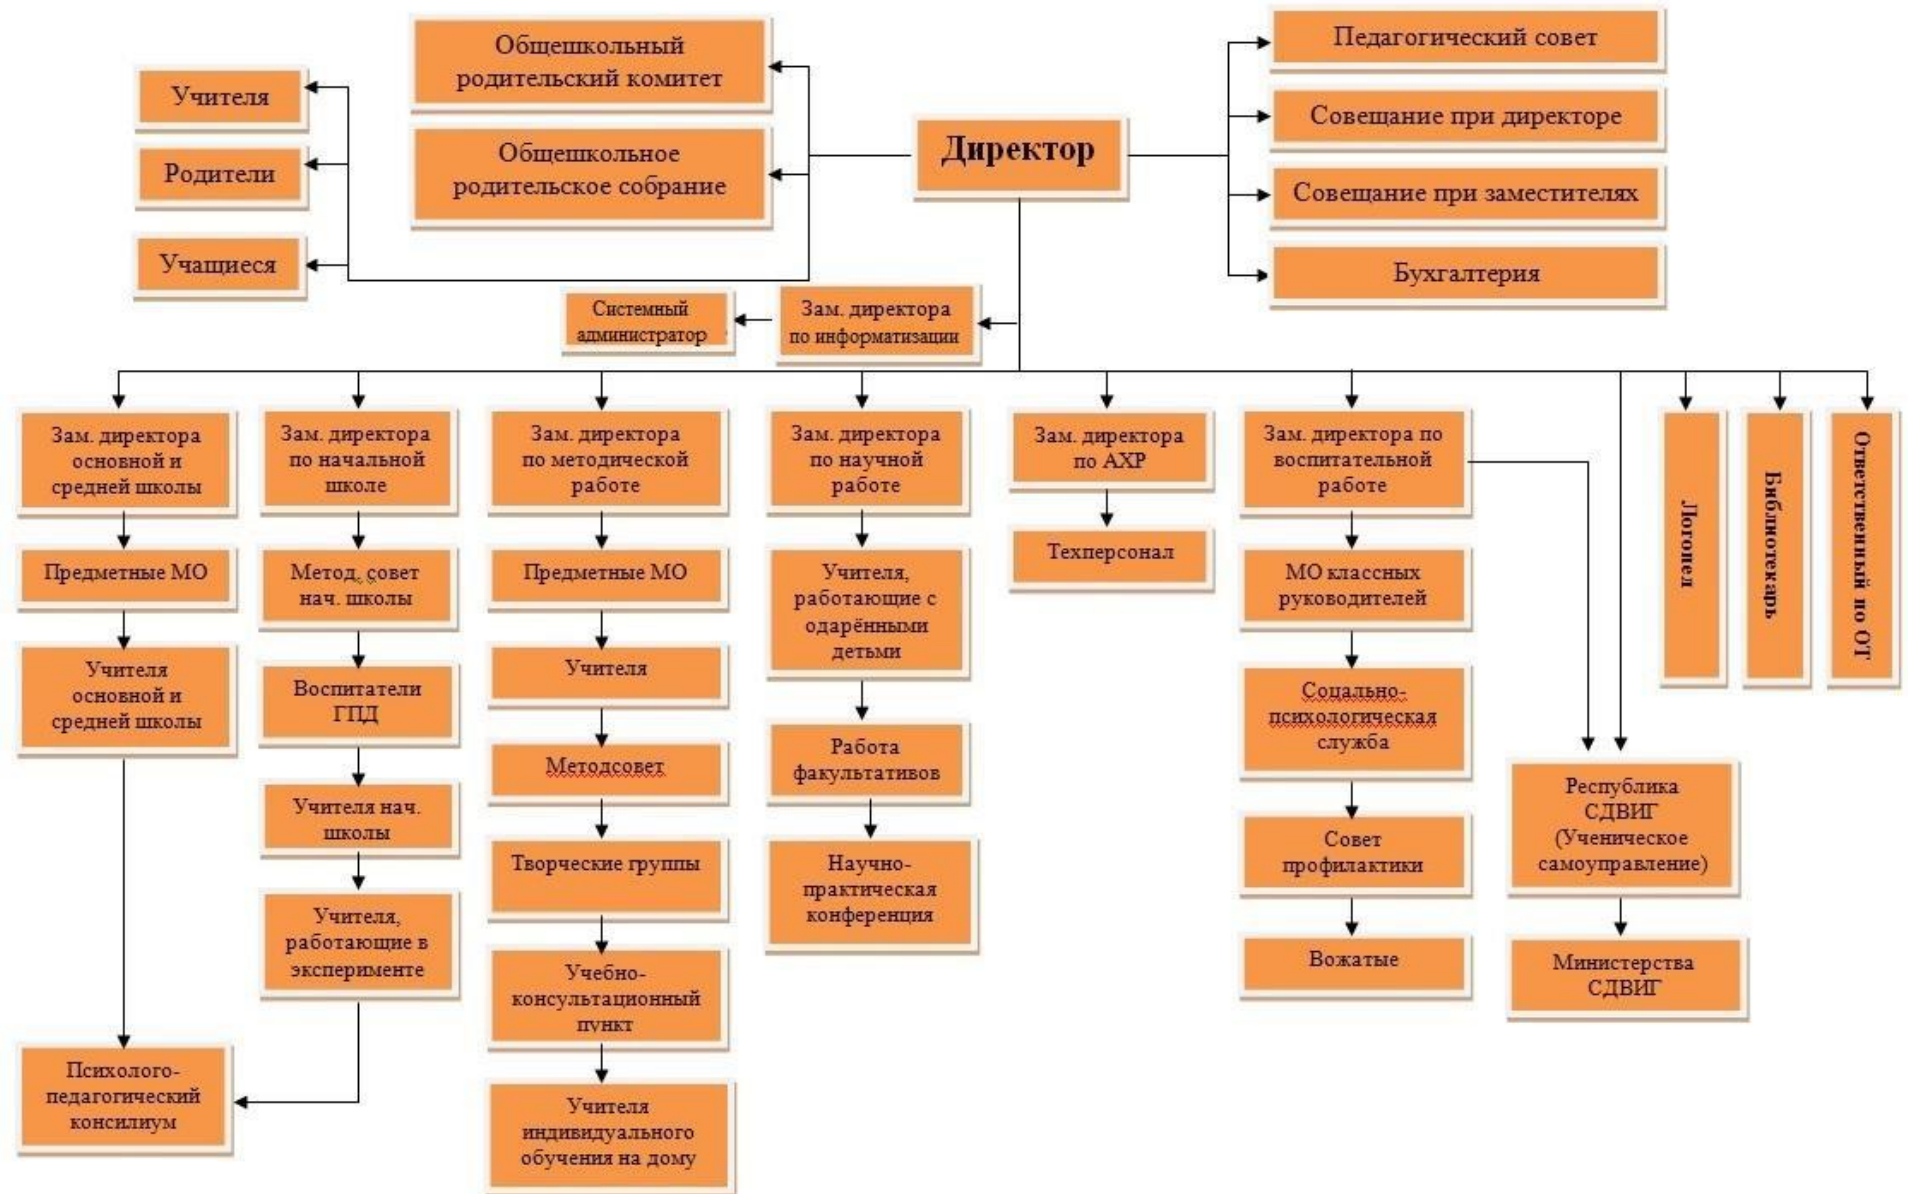 Общешкольный
родительский комитет
Педагогический совет
Учителя
Совещание при директоре
Общешкольное
родительское собрание
Директор
Родители
Совещание при заместителях
Учащиеся
Бухгалтерия
Системный
администратор
Зам. директора
по информатизации
Зам. директора
основной и
средней школы
Зам. директора
по начальной
школе
Зам. директора
по методической
работе
Зам. директора
по научной
работе
Зам. директора
по АХР
Зам. директора по
воспитательной
работе
Логопед
Библиотекарь
Ответственный по ОТ
Предметные МО
Метод. совет
нач. школы
Предметные МО
Учителя,
работающие с
одарёнными
детьми
Техперсонал
МО классных
руководителей
Учителя
основной и
средней школы
Воспитатели
ГПД
Учителя
Соцально-
психологическая
служба
Методсовет
Работа
факультативов
Республика
СДВИГ
(Ученическое
самоуправление)
Учителя нач.
школы
Творческие группы
Научно-
практическая
конференция
Совет
профилактики
Учителя,
работающие в
эксперименте
Учебно-
консультационный
пункт
Вожатые
Министерства
СДВИГ
Психолого-
педагогический
консилиум
Учителя
индивидуального
обучения на дому